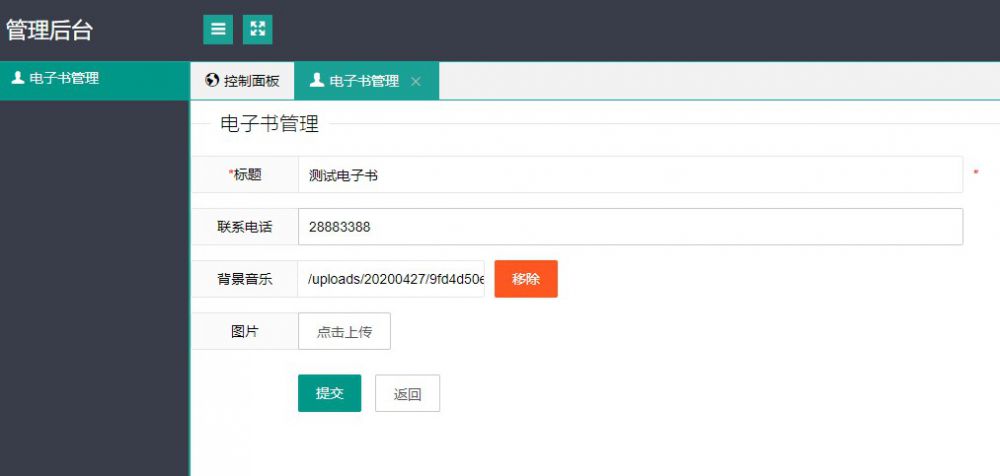 管理后台
电子书管理
控制面板
电子书管理
电子书管理
*标题
测试电子书
*
联系电话
28883388
背景音乐
/uploads/20200427/9fd4d50e
移除
图片
点击上传
提交
返回